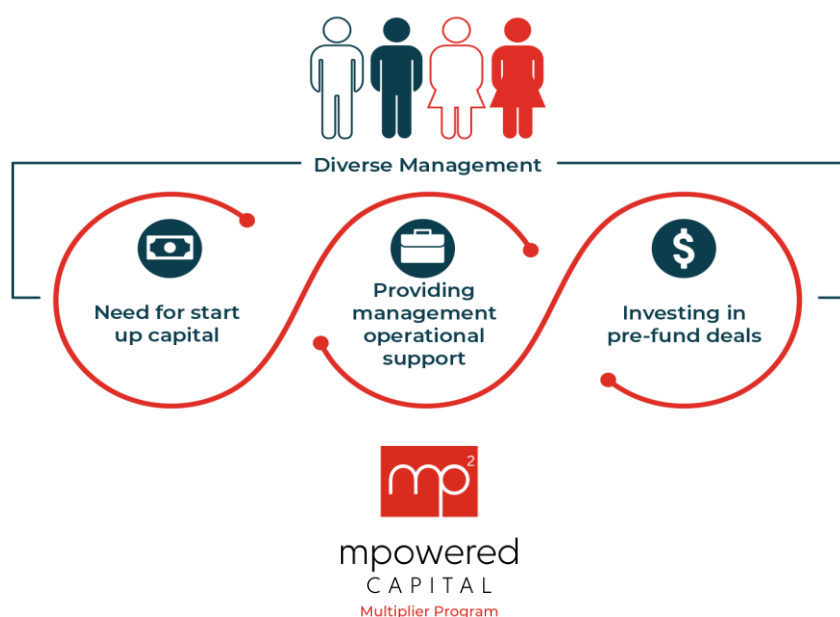 Diverse Management
Need for start
up capital
Providing
management
operational
support
$
Investing in
pre-fund deals
mp²
mpowered
CAPITAL
Multiplier Program